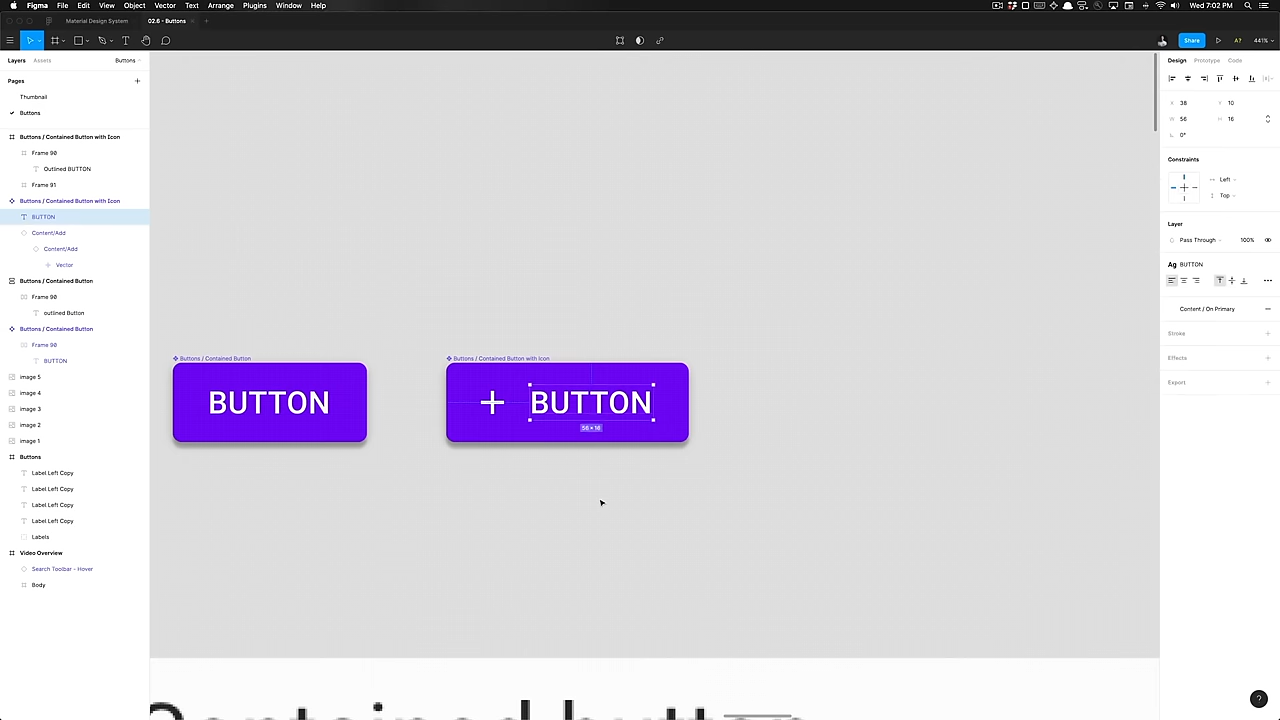 Figma File Edit View Object Vector Text Arrange Plugins Window Help Wed 7:02 PM
Material Design System 02.6 - Buttons
Share A? 441%
Layers Assets Buttons
Design Prototype Code
Pages
Thumbnail
Buttons
X 38 Y 10
W 56 H 16
0°
Buttons / Contained Button with Icon
Frame 90
Outlined BUTTON
Frame 91
Buttons / Contained Button with Icon
BUTTON
Content/Add
Content/Add
Vector
Buttons / Contained Button
Frame 90
outlined Button
Buttons / Contained Button
Frame 90
BUTTON
image 5
image 4
image 3
image 2
image 1
Buttons
Label Left Copy
Label Left Copy
Label Left Copy
Label Left Copy
Labels
Video Overview
Search Toolbar - Hover
Body
Buttons / Contained Button
BUTTON
Buttons / Contained Button with Icon
BUTTON
56 × 16
Constraints
Left
Top
Layer
Pass Through 100%
Ag BUTTON
Content / On Primary
Stroke
Effects
Export
?